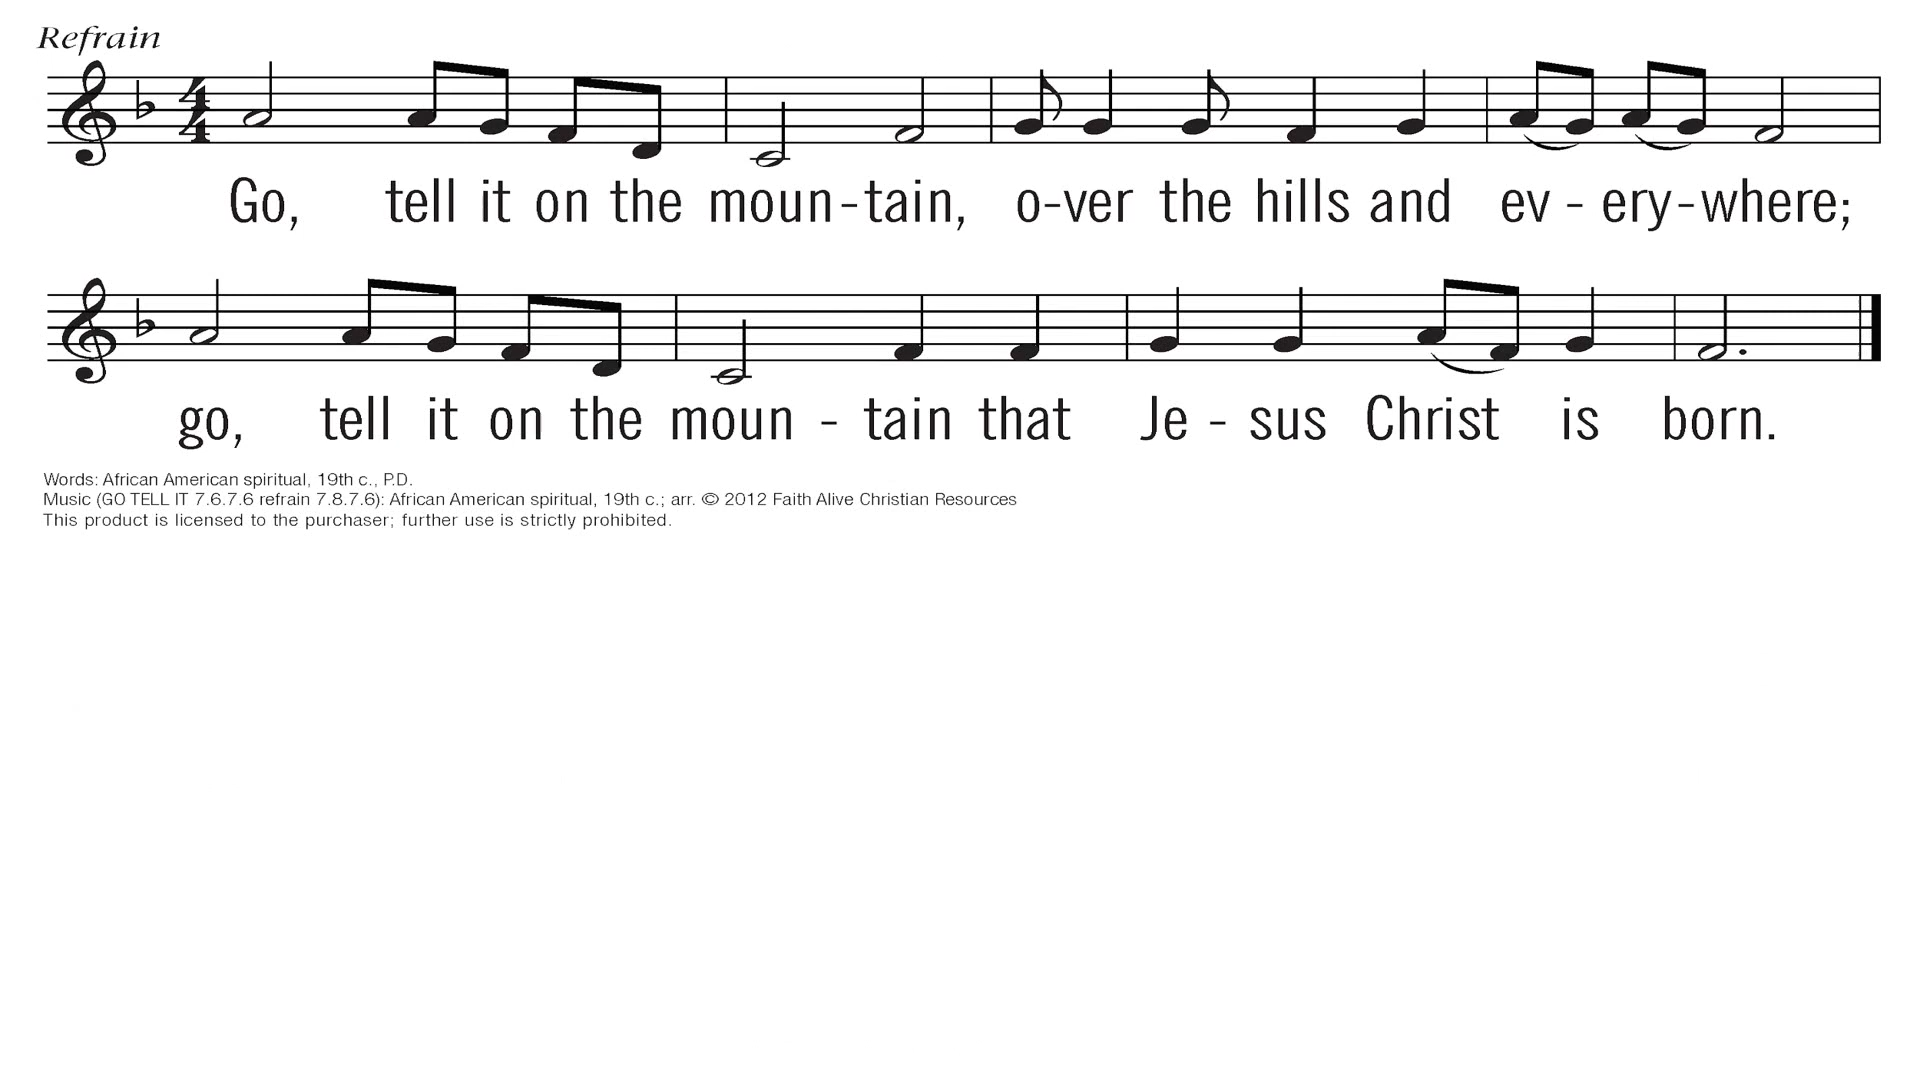 Refrain
4
4
Go, tell it on the moun-tain, o-ver the hills and ev - ery-where;
go, tell it on the moun - tain that Je - sus Christ is born.
Words: African American spiritual, 19th c., P.D.
Music (GO TELL IT 7.6.7.6 refrain 7.8.7.6): African American spiritual, 19th c.; arr. © 2012 Faith Alive Christian Resources
This product is licensed to the purchaser; further use is strictly prohibited.